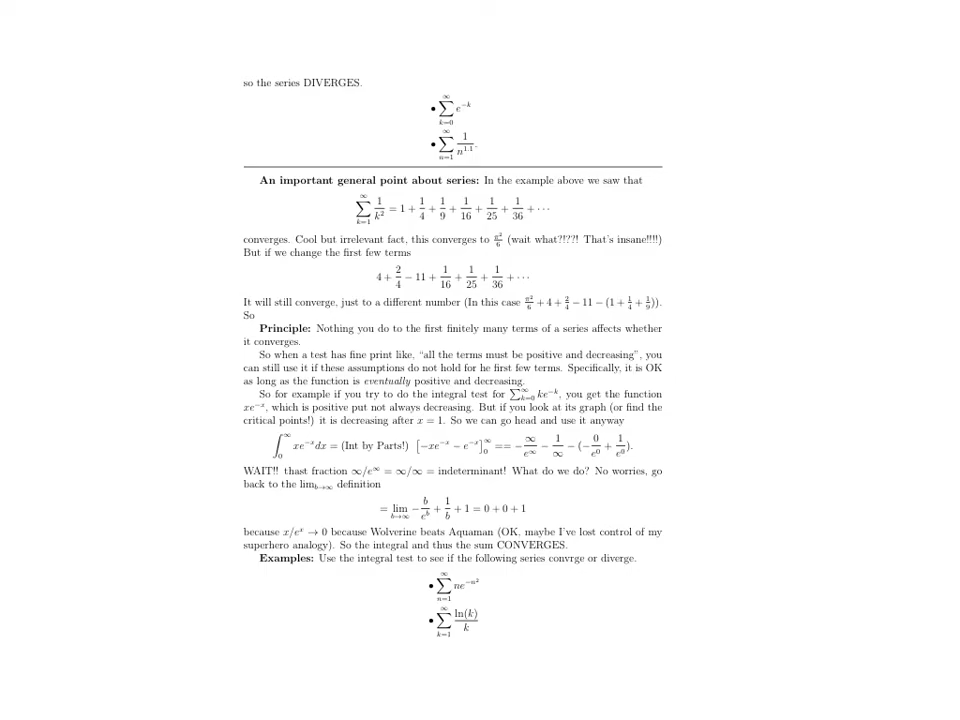 so the series DIVERGES.
• ∑_{k=0}^{∞} e^{−k}
• ∑_{n=1}^{∞} 1/n^{1.1}.
An important general point about series: In the example above we saw that
∑_{k=1}^{∞} 1/k² = 1 + 1/4 + 1/9 + 1/16 + 1/25 + 1/36 + ···
converges. Cool but irrelevant fact, this converges to π²/6 (wait what?!??! That's insane!!!!)
But if we change the first few terms
4 + 2/4 − 11 + 1/16 + 1/25 + 1/36 + ···
It will still converge, just to a different number (In this case π²/6 + 4 + 2/4 − 11 − (1 + 1/4 + 1/9)).
So
Principle: Nothing you do to the first finitely many terms of a series affects whether
it converges.
So when a test has fine print like, “all the terms must be positive and decreasing”, you
can still use it if these assumptions do not hold for he first few terms. Specifically, it is OK
as long as the function is eventually positive and decreasing.
So for example if you try to do the integral test for ∑_{k=0}^{∞} ke^{−k}, you get the function
xe^{−x}, which is positive put not always decreasing. But if you look at its graph (or find the
critical points!) it is decreasing after x = 1. So we can go head and use it anyway
∫_0^∞ xe^{−x}dx = (Int by Parts!) [−xe^{−x} − e^{−x}]_0^∞ == −∞/e^∞ − 1/∞ − (−0/e^0 + 1/e^0).
WAIT!! thast fraction ∞/e^∞ = ∞/∞ = indeterminant! What do we do? No worries, go
back to the lim_{b→∞} definition
= lim_{b→∞} −b/e^b + 1/b + 1 = 0 + 0 + 1
because x/e^x → 0 because Wolverine beats Aquaman (OK, maybe I've lost control of my
superhero analogy). So the integral and thus the sum CONVERGES.
Examples: Use the integral test to see if the following series convrge or diverge.
• ∑_{n=1}^{∞} ne^{−n²}
• ∑_{k=1}^{∞} ln(k)/k